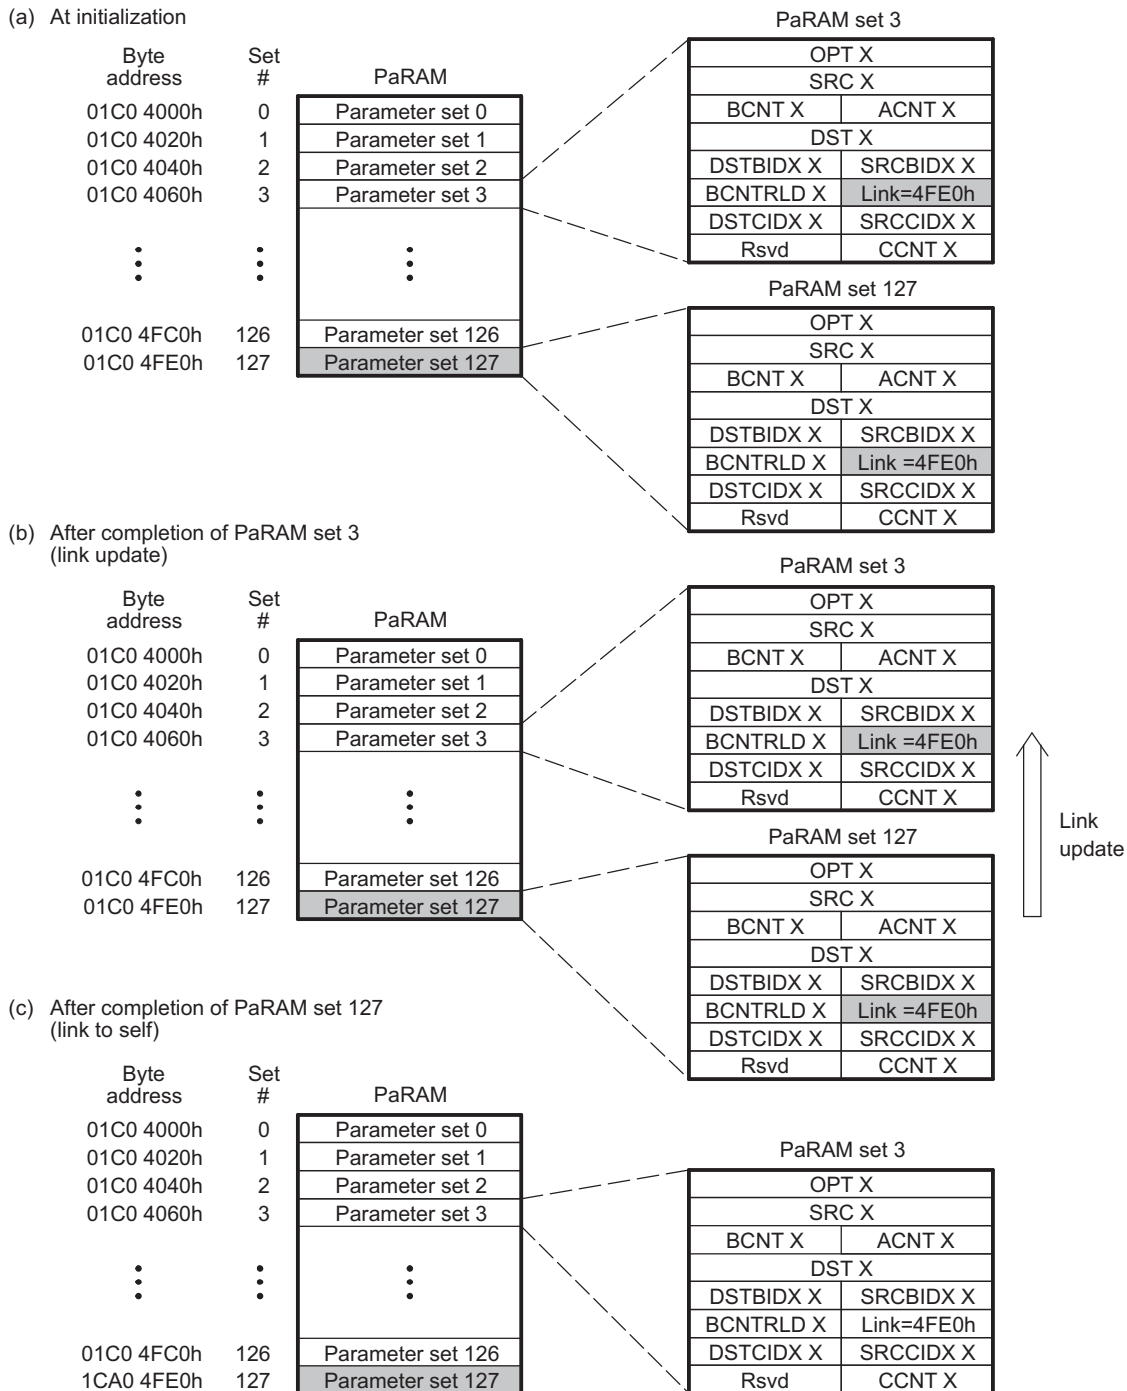 (a) At initialization
Byte address Set # PaRAM
01C0 4000h 0 Parameter set 0
01C0 4020h 1 Parameter set 1
01C0 4040h 2 Parameter set 2
01C0 4060h 3 Parameter set 3
01C0 4FC0h 126 Parameter set 126
01C0 4FE0h 127 Parameter set 127
PaRAM set 3
OPT X
SRC X
BCNT X ACNT X
DST X
DSTBIDX X SRCBIDX X
BCNTRLD X Link=4FE0h
DSTCIDX X SRCCIDX X
Rsvd CCNT X
PaRAM set 127
OPT X
SRC X
BCNT X ACNT X
DST X
DSTBIDX X SRCBIDX X
BCNTRLD X Link =4FE0h
DSTCIDX X SRCCIDX X
Rsvd CCNT X
(b) After completion of PaRAM set 3
(link update)
Byte address Set # PaRAM
01C0 4000h 0 Parameter set 0
01C0 4020h 1 Parameter set 1
01C0 4040h 2 Parameter set 2
01C0 4060h 3 Parameter set 3
01C0 4FC0h 126 Parameter set 126
01C0 4FE0h 127 Parameter set 127
PaRAM set 3
OPT X
SRC X
BCNT X ACNT X
DST X
DSTBIDX X SRCBIDX X
BCNTRLD X Link =4FE0h
DSTCIDX X SRCCIDX X
Rsvd CCNT X
PaRAM set 127
OPT X
SRC X
BCNT X ACNT X
DST X
DSTBIDX X SRCBIDX X
BCNTRLD X Link =4FE0h
DSTCIDX X SRCCIDX X
Rsvd CCNT X
Link
update
(c) After completion of PaRAM set 127
(link to self)
Byte address Set # PaRAM
01C0 4000h 0 Parameter set 0
01C0 4020h 1 Parameter set 1
01C0 4040h 2 Parameter set 2
01C0 4060h 3 Parameter set 3
01C0 4FC0h 126 Parameter set 126
1CA0 4FE0h 127 Parameter set 127
PaRAM set 3
OPT X
SRC X
BCNT X ACNT X
DST X
DSTBIDX X SRCBIDX X
BCNTRLD X Link=4FE0h
DSTCIDX X SRCCIDX X
Rsvd CCNT X